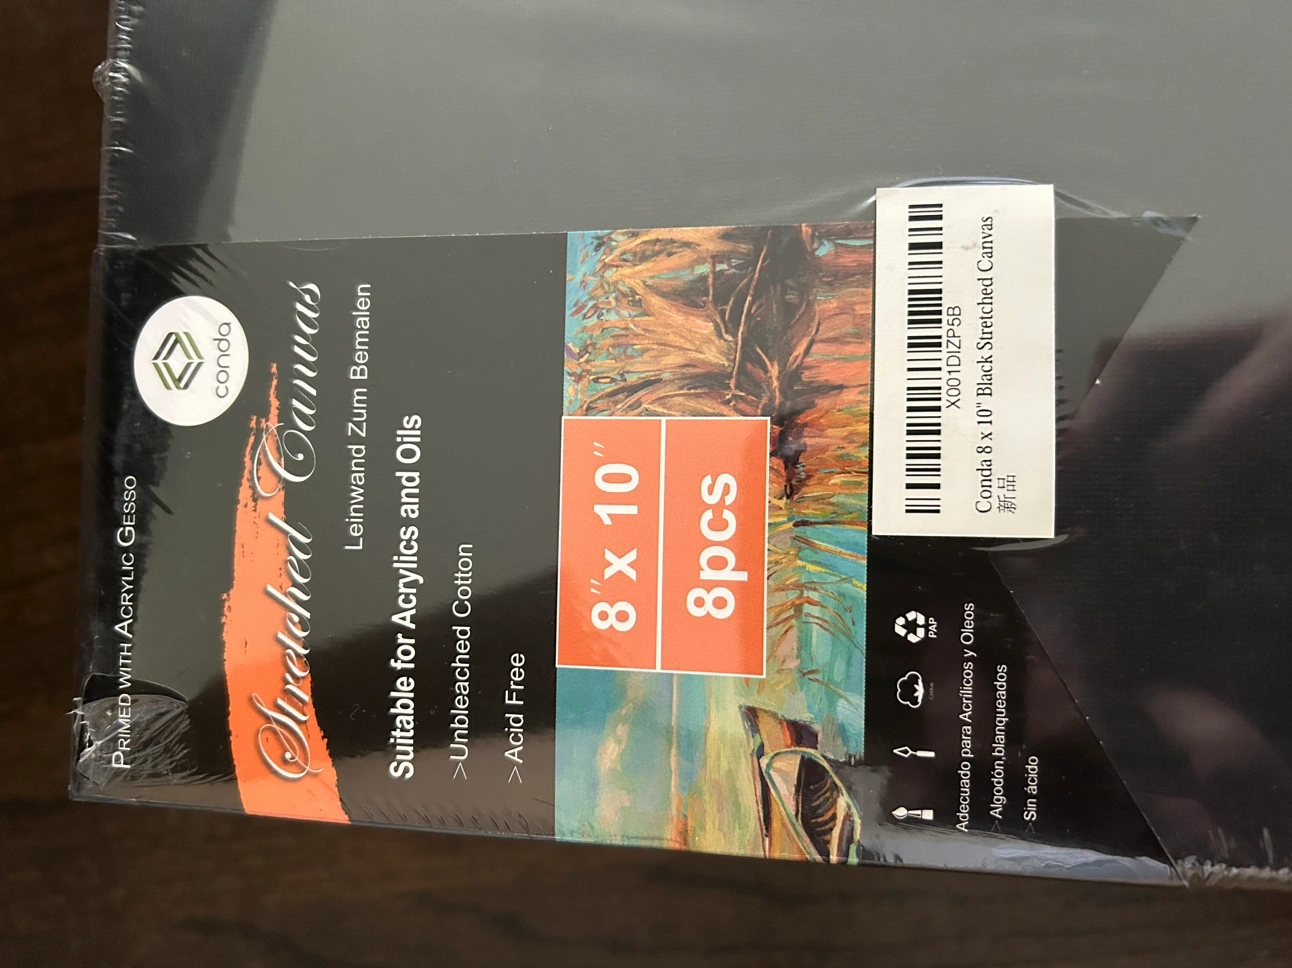 PRIMED WITH ACRYLIC GESSO
conda
Stretched Canvas
Leinwand Zum Bemalen
Suitable for Acrylics and Oils
>Unbleached Cotton
>Acid Free
8" x 10"
8pcs
PAP
Adecuado para Acrílicos y Oleos
>Algodón,blanqueados
>Sin ácido
X001DIZP5B
Conda 8 x 10" Black Stretched Canvas
新品